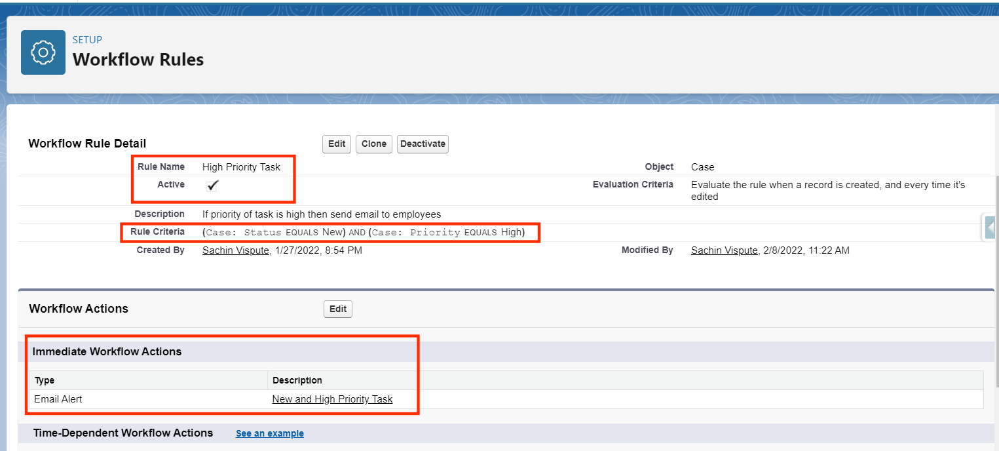 SETUP
Workflow Rules
Workflow Rule Detail Edit Clone Deactivate
Rule Name High Priority Task Object Case
Active Evaluation Criteria Evaluate the rule when a record is created, and every time it's
edited
Description If priority of task is high then send email to employees
Rule Criteria (Case: Status EQUALS New) AND (Case: Priority EQUALS High)
Created By Sachin Vispute, 1/27/2022, 8:54 PM Modified By Sachin Vispute, 2/8/2022, 11:22 AM
Workflow Actions Edit
Immediate Workflow Actions
Type Description
Email Alert New and High Priority Task
Time-Dependent Workflow Actions See an example